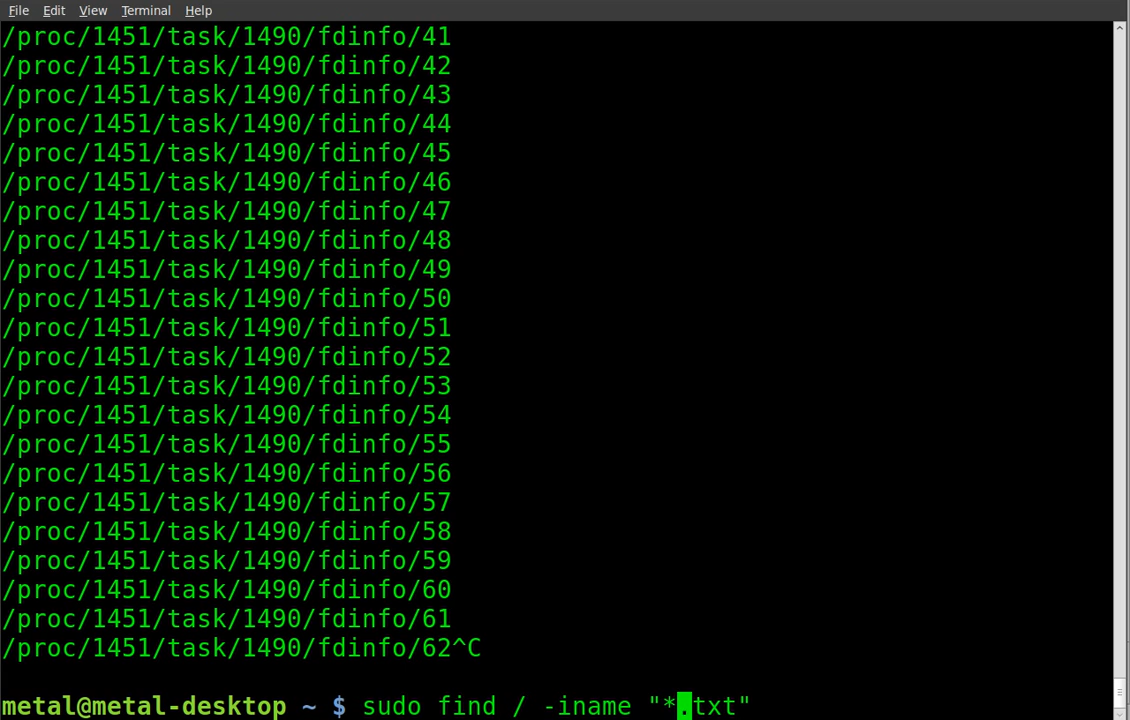 File Edit View Terminal Help
/proc/1451/task/1490/fdinfo/41
/proc/1451/task/1490/fdinfo/42
/proc/1451/task/1490/fdinfo/43
/proc/1451/task/1490/fdinfo/44
/proc/1451/task/1490/fdinfo/45
/proc/1451/task/1490/fdinfo/46
/proc/1451/task/1490/fdinfo/47
/proc/1451/task/1490/fdinfo/48
/proc/1451/task/1490/fdinfo/49
/proc/1451/task/1490/fdinfo/50
/proc/1451/task/1490/fdinfo/51
/proc/1451/task/1490/fdinfo/52
/proc/1451/task/1490/fdinfo/53
/proc/1451/task/1490/fdinfo/54
/proc/1451/task/1490/fdinfo/55
/proc/1451/task/1490/fdinfo/56
/proc/1451/task/1490/fdinfo/57
/proc/1451/task/1490/fdinfo/58
/proc/1451/task/1490/fdinfo/59
/proc/1451/task/1490/fdinfo/60
/proc/1451/task/1490/fdinfo/61
/proc/1451/task/1490/fdinfo/62^C
metal@metal-desktop ~ $ sudo find / -iname "*.txt"